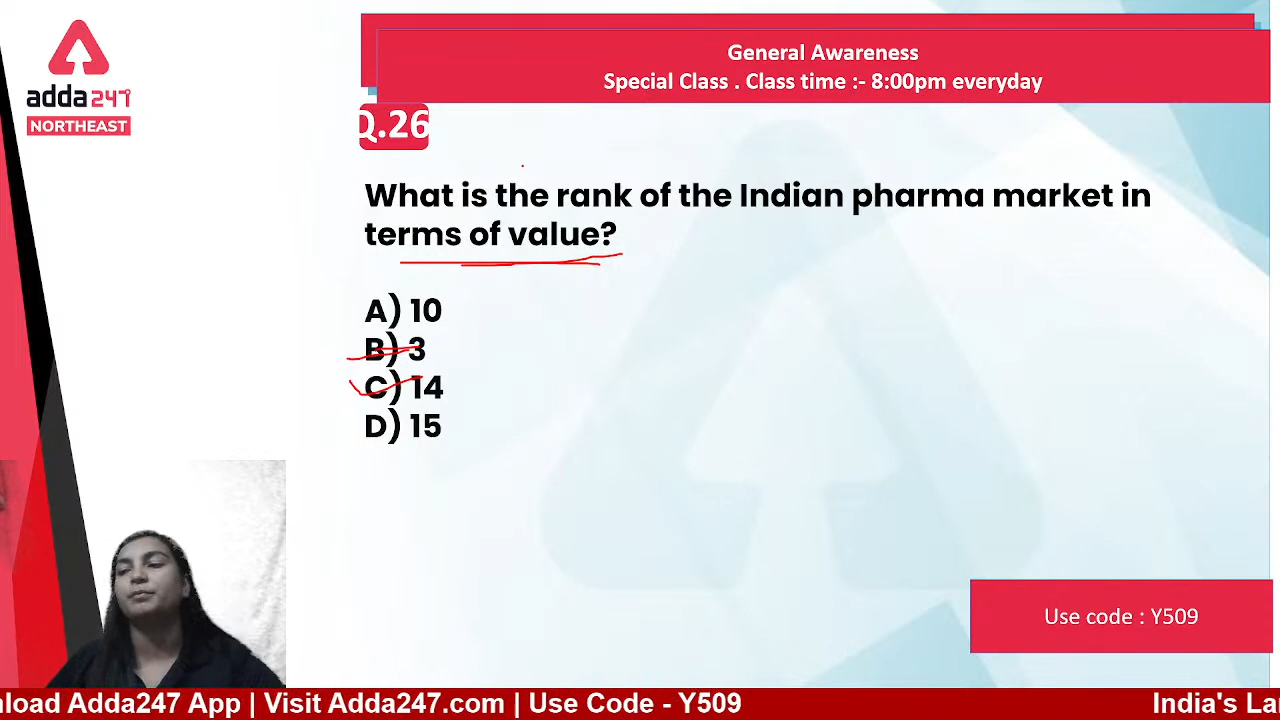 adda247
NORTHEAST
General Awareness
Special Class . Class time :- 8:00pm everyday
Q.26
What is the rank of the Indian pharma market in
terms of value?
A) 10
B) 3
C) 14
D) 15
Use code : Y509
nload Adda247 App | Visit Adda247.com | Use Code - Y509
India's La